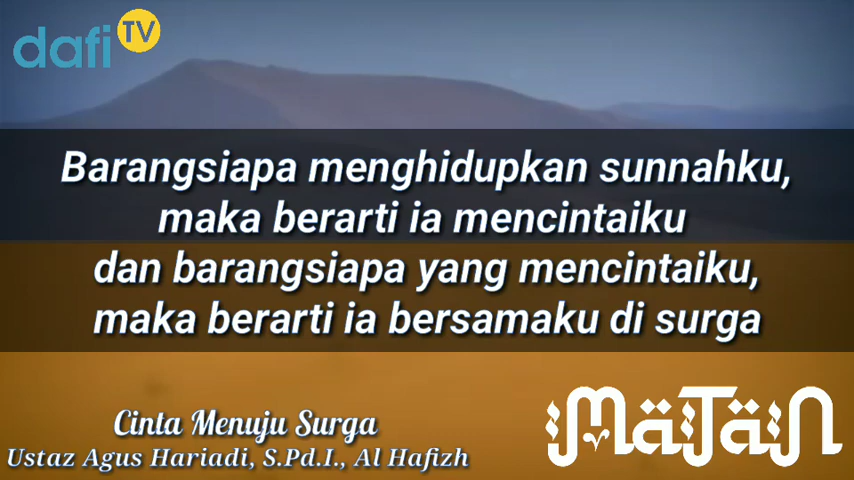 dafi TV
Barangsiapa menghidupkan sunnahku,
maka berarti ia mencintaiku
dan barangsiapa yang mencintaiku,
maka berarti ia bersamaku di surga
Cinta Menuju Surga
Ustaz Agus Hariadi, S.Pd.I., Al Hafizh
MäTäN